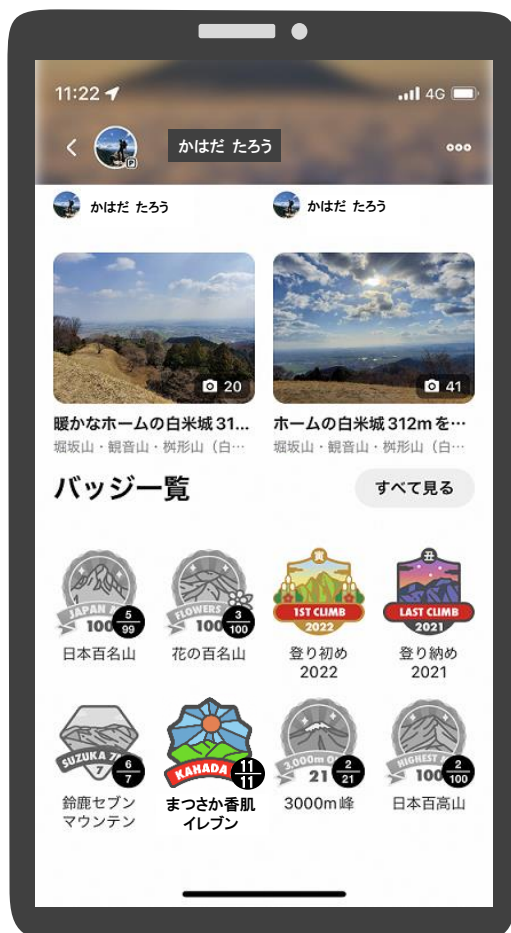 11:22
4G
かはだ たろう
かはだ たろう
かはだ たろう
20
41
暖かなホームの白米城 31...
ホームの白米城 312mを…
堀坂山・観音山・桝形山（白…
堀坂山・観音山・桝形山（白…
バッジ一覧
すべて見る
JAPAN
100
5
99
日本百名山
FLOWERS
100
3
100
花の百名山
寅
1ST CLIMB
2022
登り初め
2022
丑
LAST CLIMB
2021
登り納め
2021
SUZUKA 7
7
6
7
鈴鹿セブン
マウンテン
KAHADA
11
11
まつさか香肌
イレブン
3,000m
21
2
21
3000m峰
HIGHEST
100
2
100
日本百高山